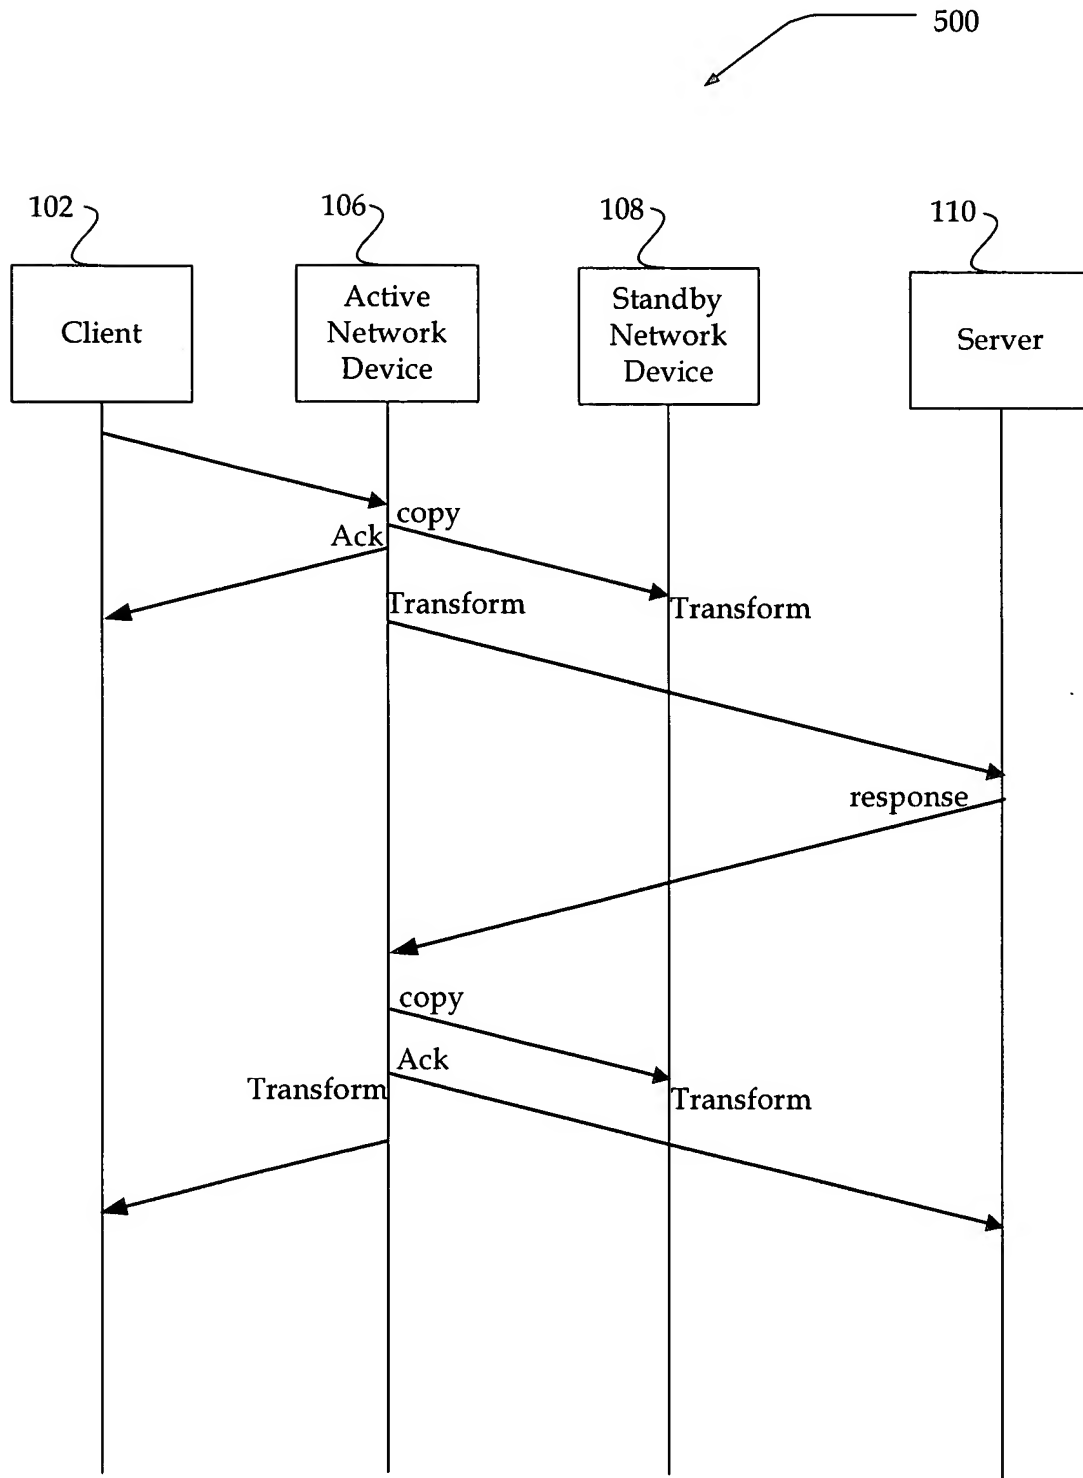 500
102
106
108
110
Client
Active
Network
Device
Standby
Network
Device
Server
copy
Ack
Transform
Transform
response
copy
Ack
Transform
Transform